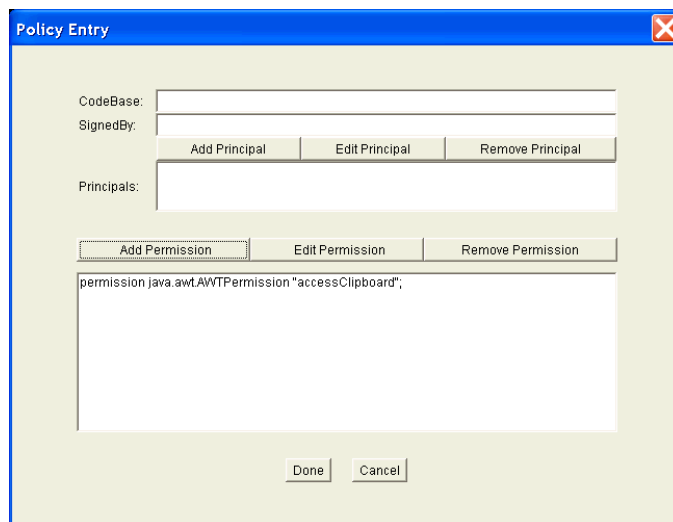 Policy Entry
CodeBase:
SignedBy:
Add Principal Edit Principal Remove Principal
Principals:
Add Permission Edit Permission Remove Permission
permission java.awt.AWTPermission "accessClipboard";
Done Cancel